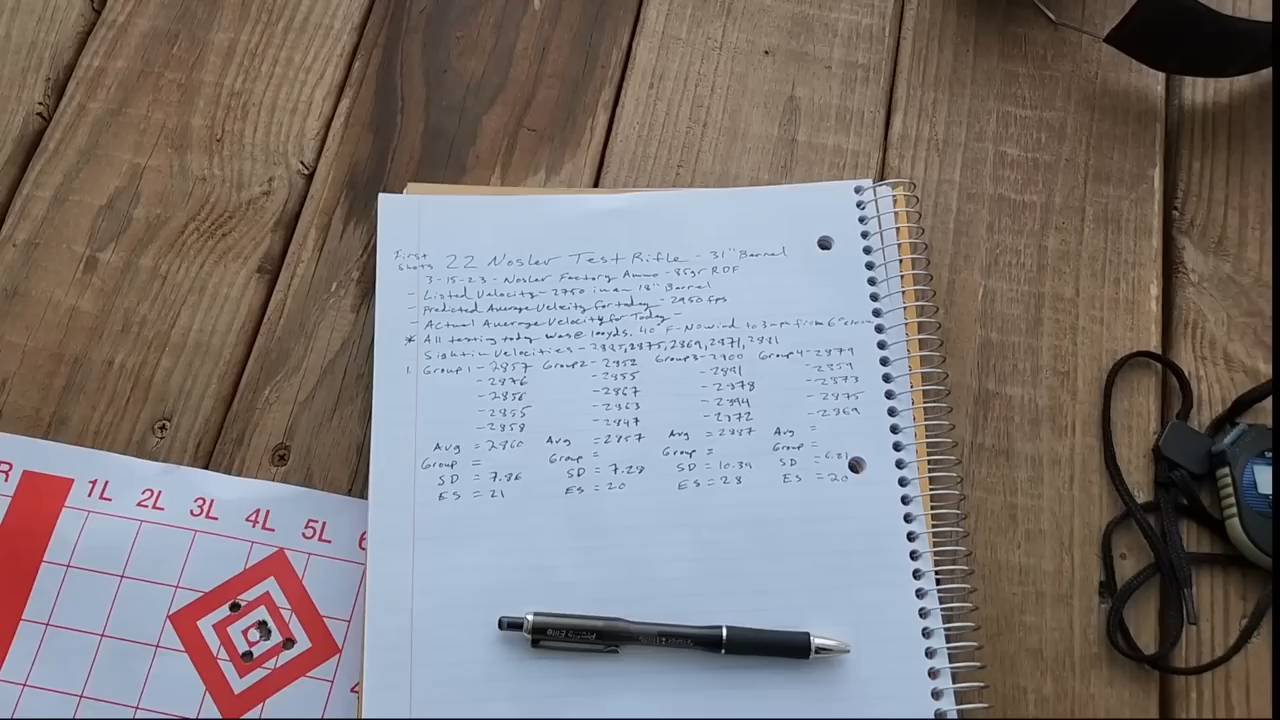 First shots 22 Nosler Test Rifle - 31" Barrel
3-15-23 - Nosler Factory Ammo - 85gr RDF
- Listed Velocity - 2750 in an 18" Barrel
- Predicted Average Velocity for today - 2950 fps
- Actual Average Velocity for Today -
* All testing today was @ 100yds. 40° F - No wind to 3mph from 6 o'clock
Sight in Velocities - 2885, 2875, 2869, 2871, 2881
1. Group 1 - 2857 Group 2 - 2852 Group 3 - 2900 Group 4 - 2879
- 2876 - 2855 - 2881 - 2859
- 2856 - 2867 - 2878 - 2873
- 2855 - 2863 - 2894 - 2875
- 2858 - 2847 - 2872 - 2869
Avg = 2860 Avg = 2857 Avg = 2887 Avg =
Group = Group = Group = Group =
SD = 7.86 SD = 7.28 SD = 10.34 SD = 6.21
ES = 21 ES = 20 ES = 28 ES = 20
R 1L 2L 3L 4L 5L